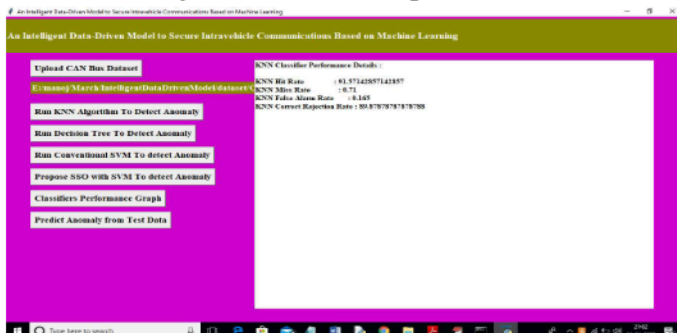 An Intelligent Data-Driven Model to Secure Intravehicle Communications Based on Machine Learning
An Intelligent Data-Driven Model to Secure Intravehicle Communications Based on Machine Learning
Upload CAN Bus Dataset
E:/manoj/March/IntelligentDataDrivenModel/dataset/C
Run KNN Algorithm To Detect Anomaly
Run Decision Tree To Detect Anomaly
Run Conventional SVM To detect Anomaly
Propose SSO with SVM To detect Anomaly
Classifiers Performance Graph
Predict Anomaly from Test Data
KNN Classifier Performance Details :
KNN Hit Rate : 91.57142857142857
KNN Miss Rate : 0.71
KNN False Alarm Rate : 0.165
KNN Correct Rejection Rate : 89.87878787878788
Type here to search